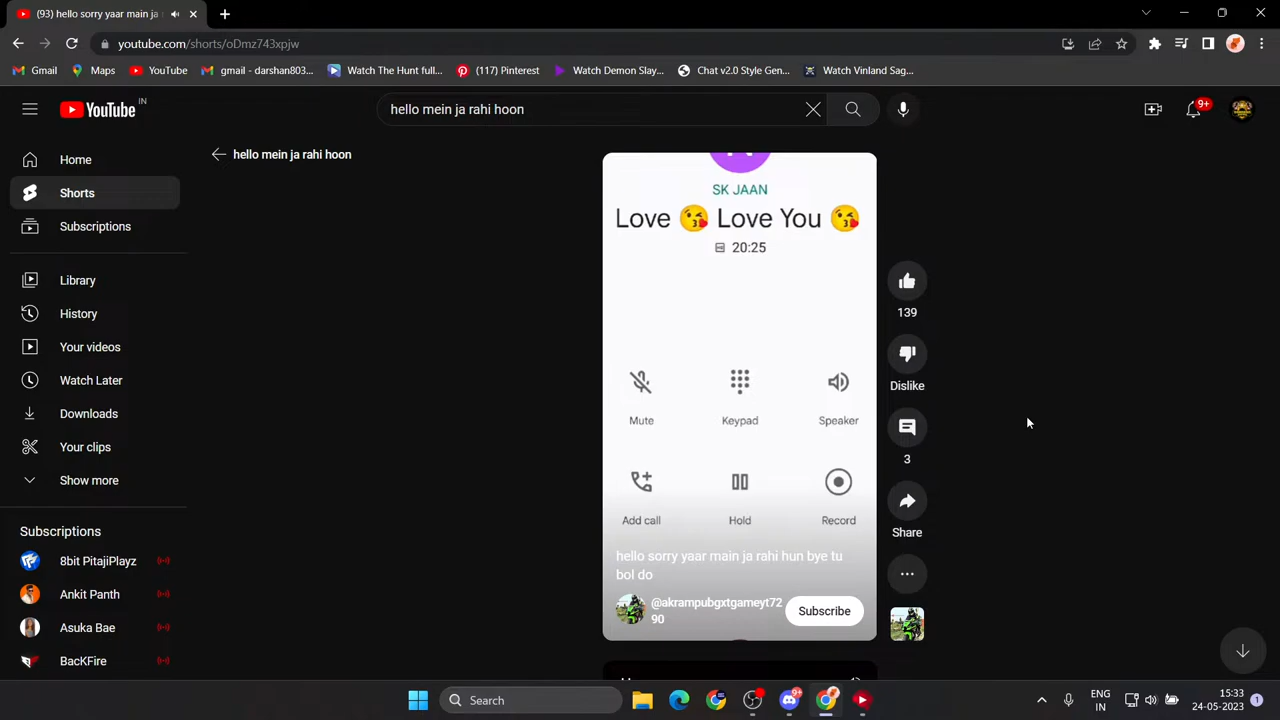 (93) hello sorry yaar main ja
youtube.com/shorts/oDmz743xpjw
Gmail
Maps
YouTube
gmail - darshan803...
Watch The Hunt full...
(117) Pinterest
Watch Demon Slay...
Chat v2.0 Style Gen...
Watch Vinland Sag...
YouTube IN
hello mein ja rahi hoon
9+
hello mein ja rahi hoon
Home
Shorts
Subscriptions
Library
History
Your videos
Watch Later
Downloads
Your clips
Show more
Subscriptions
8bit PitajiPlayz
Ankit Panth
Asuka Bae
BackFire
SK JAAN
Love 😘 Love You 😘
20:25
Mute
Keypad
Speaker
Add call
Hold
Record
hello sorry yaar main ja rahi hun bye tu
bol do
@akrampubgxtgameyt72
90
Subscribe
139
Dislike
3
Share
Search
9+
ENG
IN
15:33
24-05-2023
1